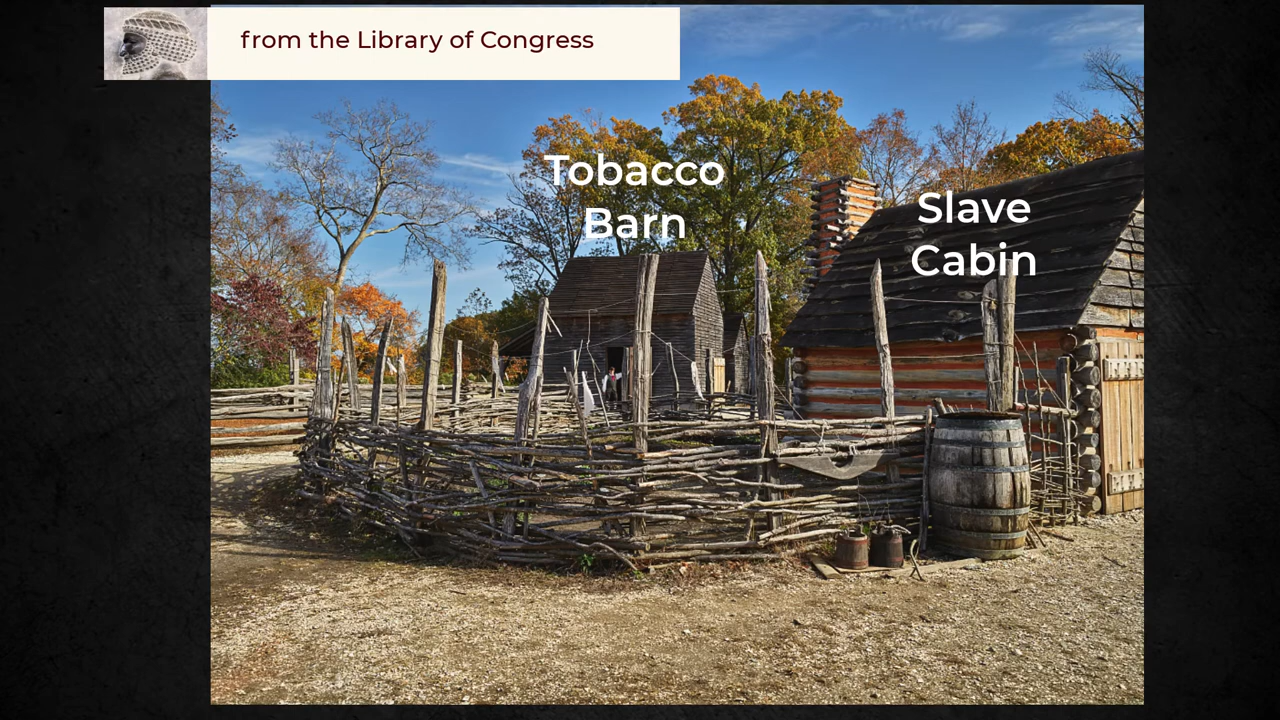 from the Library of Congress
Tobacco
Barn
Slave
Cabin